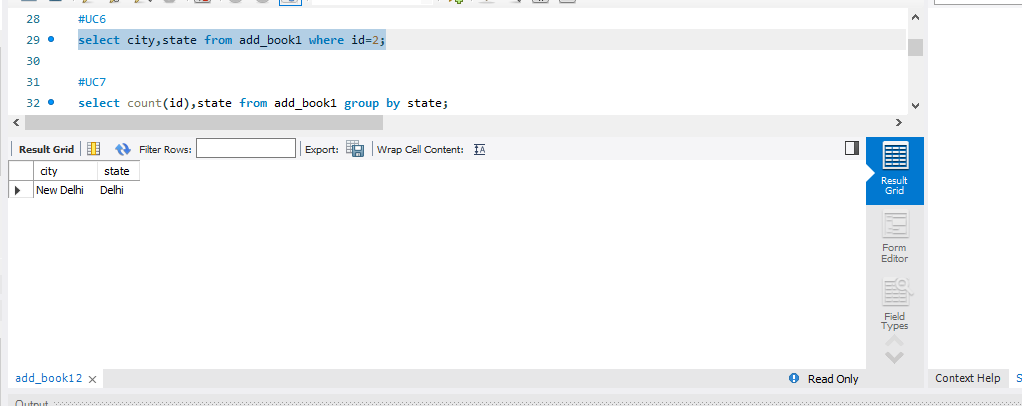 28 #UC6
29 select city,state from add_book1 where id=2;
30
31 #UC7
32 select count(id),state from add_book1 group by state;
Result Grid Filter Rows: Export: Wrap Cell Content: IA
city state
New Delhi Delhi
Result
Grid
Form
Editor
Field
Types
add_book12 × Read Only Context Help S
Output